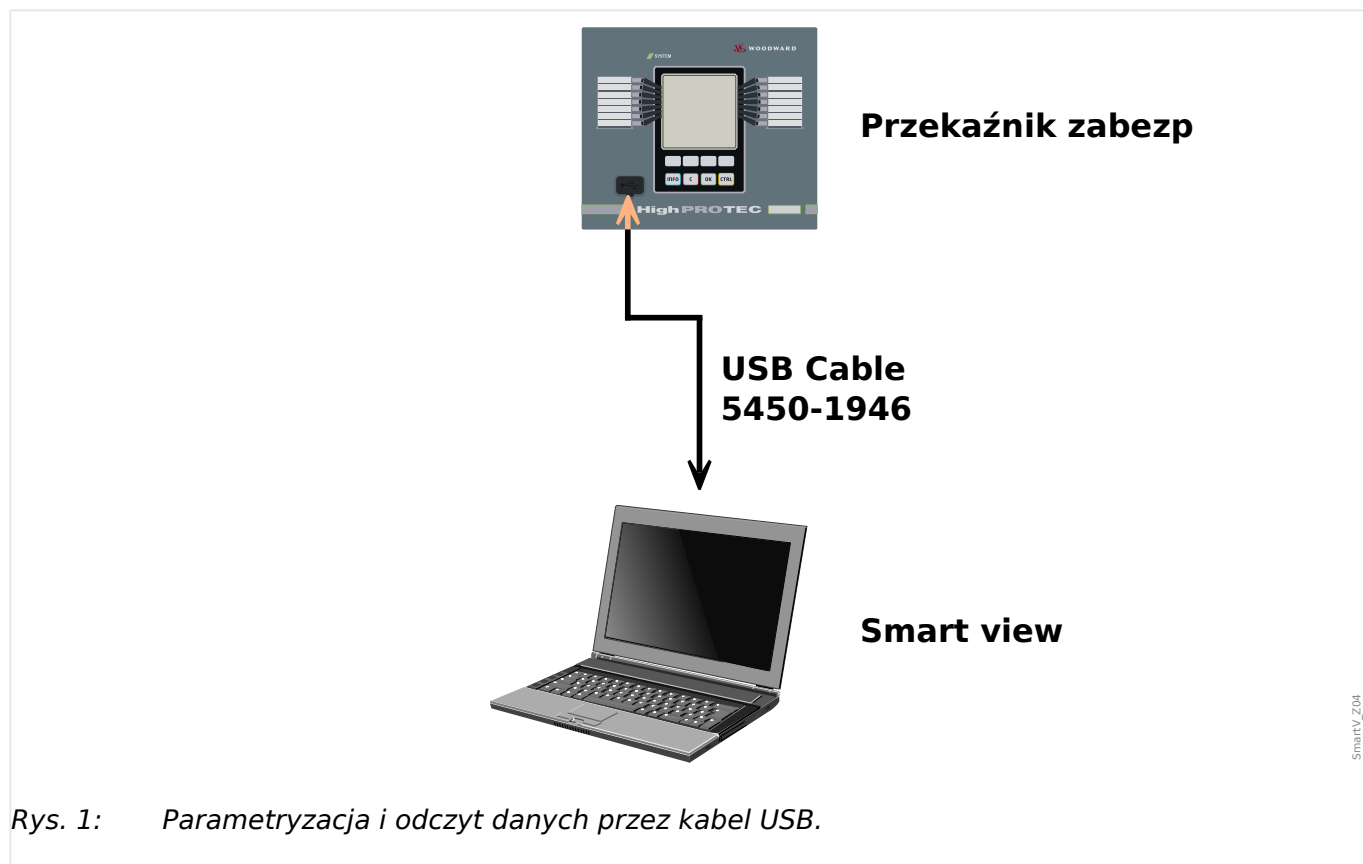 SYSTEM
WOODWARD
INFO C OK CTRL
HighPROTEC
Przekaźnik zabezp
USB Cable
5450-1946
Smart view
SmartV_Z04
Rys. 1: Parametryzacja i odczyt danych przez kabel USB.